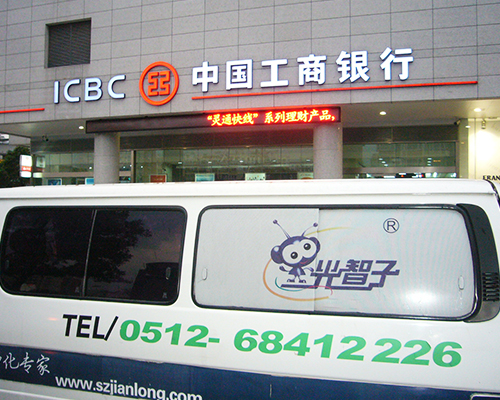 ICBC 中国工商银行
“灵通快线”系列理财产品,
®
光智子
TEL/0512-68412226
化专家
www.szjianlong.com